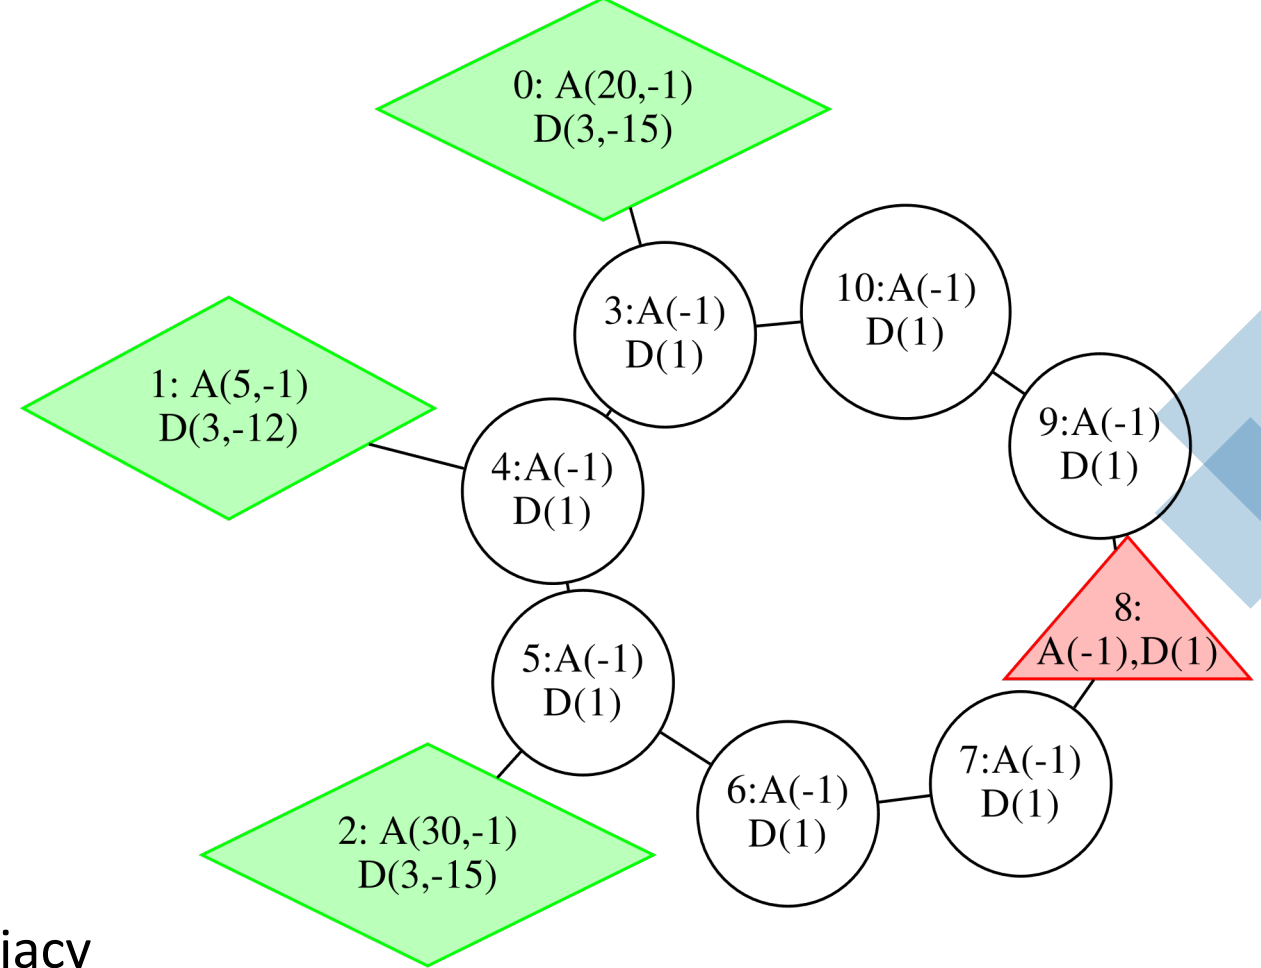 0: A(20,-1)
D(3,-15)
10:A(-1)
D(1)
3:A(-1)
D(1)
1: A(5,-1)
D(3,-12)
9:A(-1)
D(1)
4:A(-1)
D(1)
8:
A(-1),D(1)
5:A(-1)
D(1)
7:A(-1)
D(1)
6:A(-1)
D(1)
2: A(30,-1)
D(3,-15)
iacv